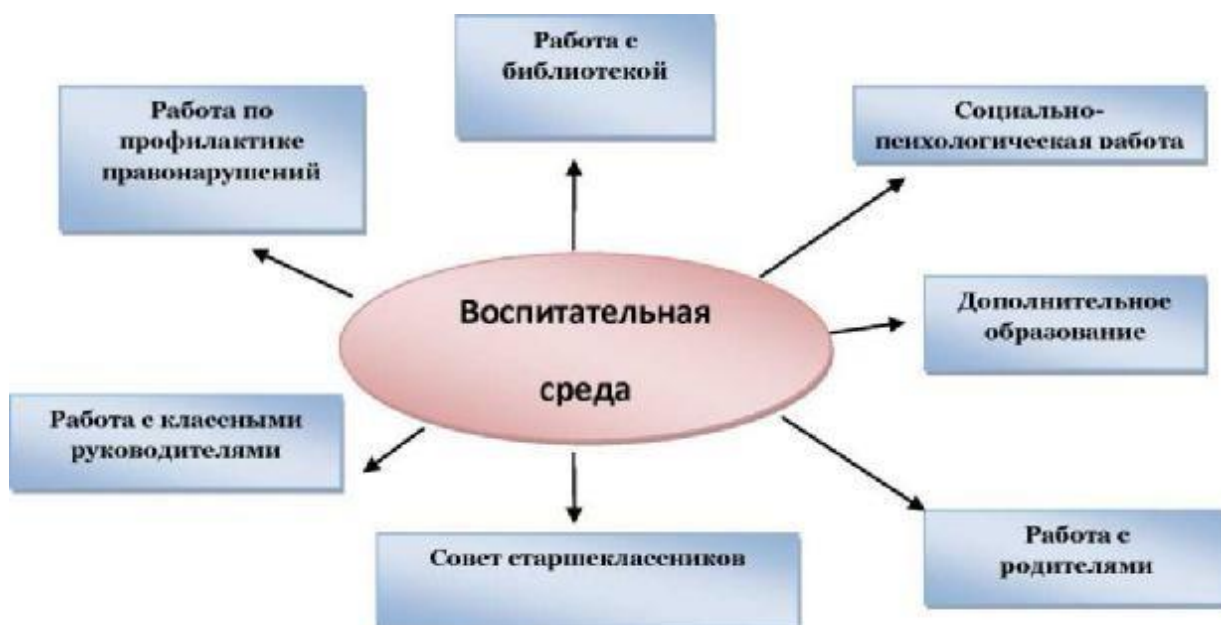 Работа с
библиотекой
Работа по
профилактике
правонарушений
Социально-
психологическая работа
Воспитательная
среда
Дополнительное
образование
Работа с классными
руководителями
Совет старшеклассников
Работа с
родителями